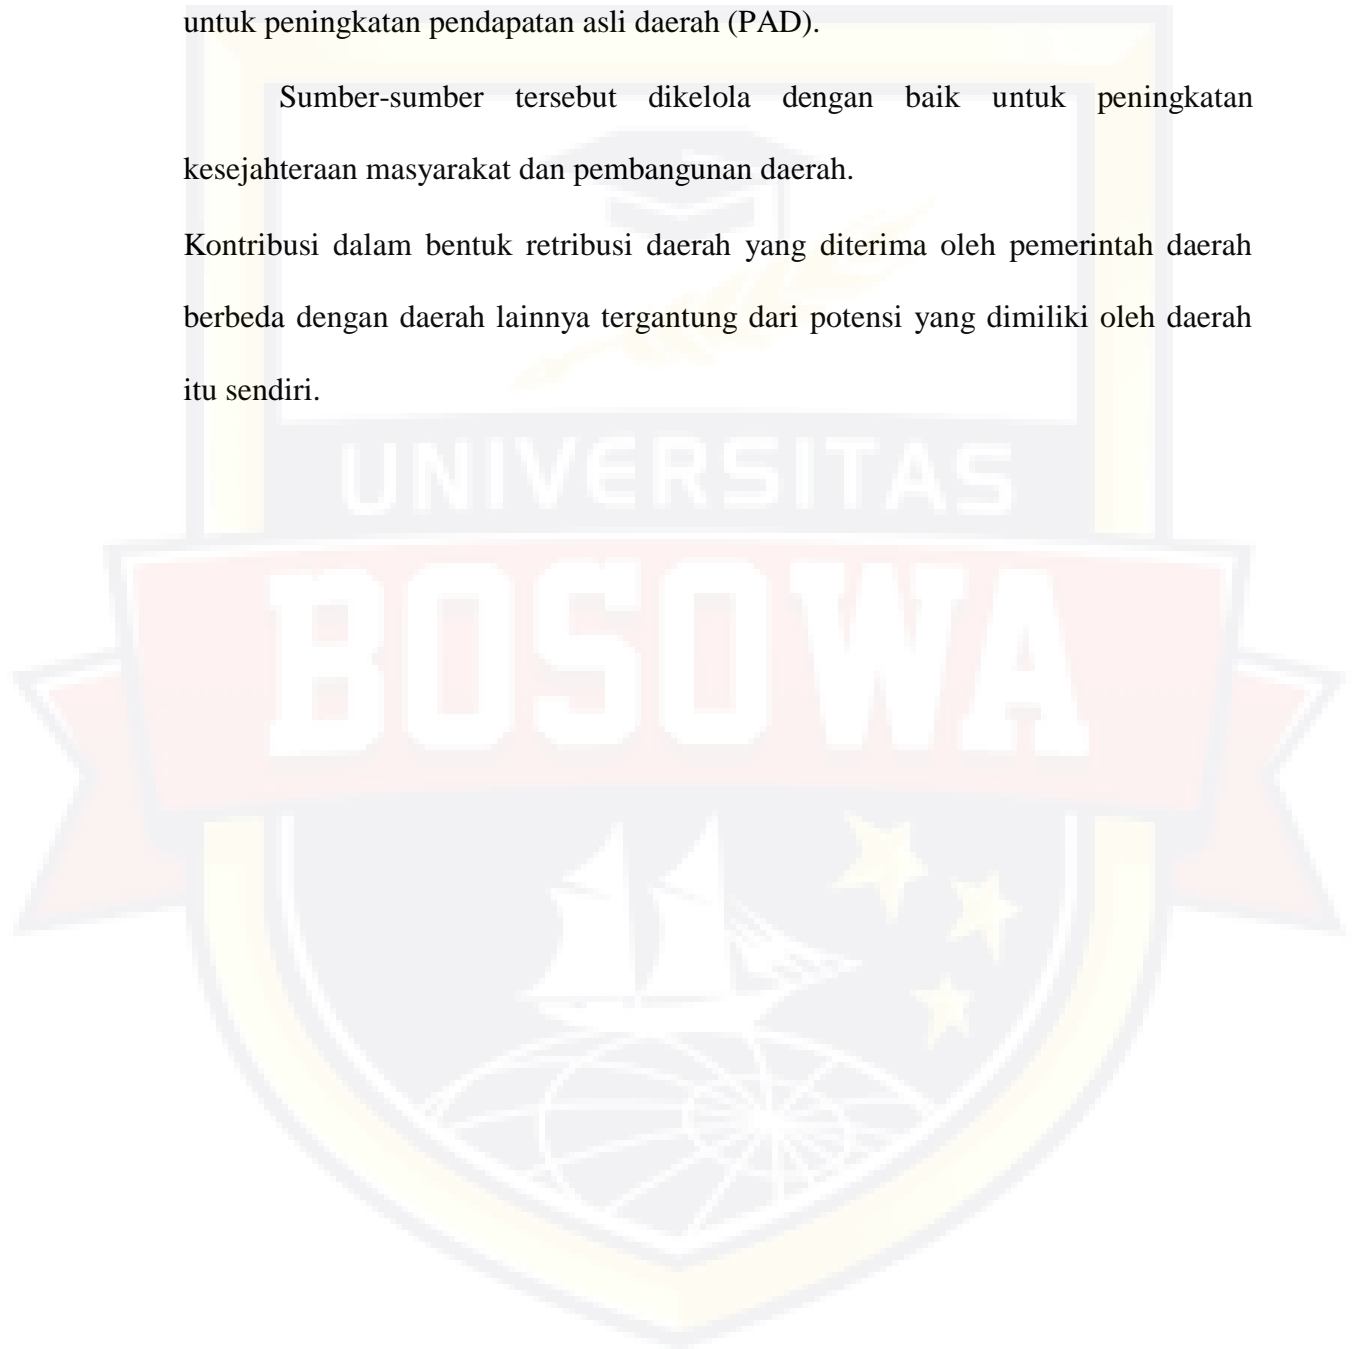 untuk peningkatan pendapatan asli daerah (PAD).
Sumber-sumber tersebut dikelola dengan baik untuk peningkatan
kesejahteraan masyarakat dan pembangunan daerah.
Kontribusi dalam bentuk retribusi daerah yang diterima oleh pemerintah daerah
berbeda dengan daerah lainnya tergantung dari potensi yang dimiliki oleh daerah
itu sendiri.
UNIVERSITAS
BOSOWA